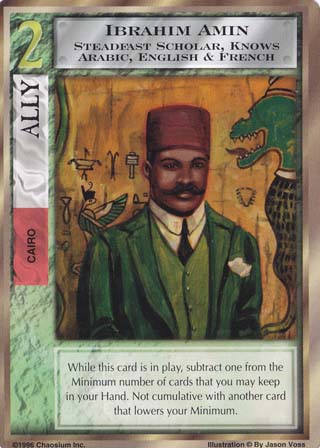 2
IBRAHIM AMIN
STEADFAST SCHOLAR, KNOWS
ARABIC, ENGLISH & FRENCH
ALLY
CAIRO
While this card is in play, subtract one from the
Minimum number of cards that you may keep
in your Hand. Not cumulative with another card
that lowers your Minimum.
©1996 Chaosium Inc.
Illustration © By Jason Voss